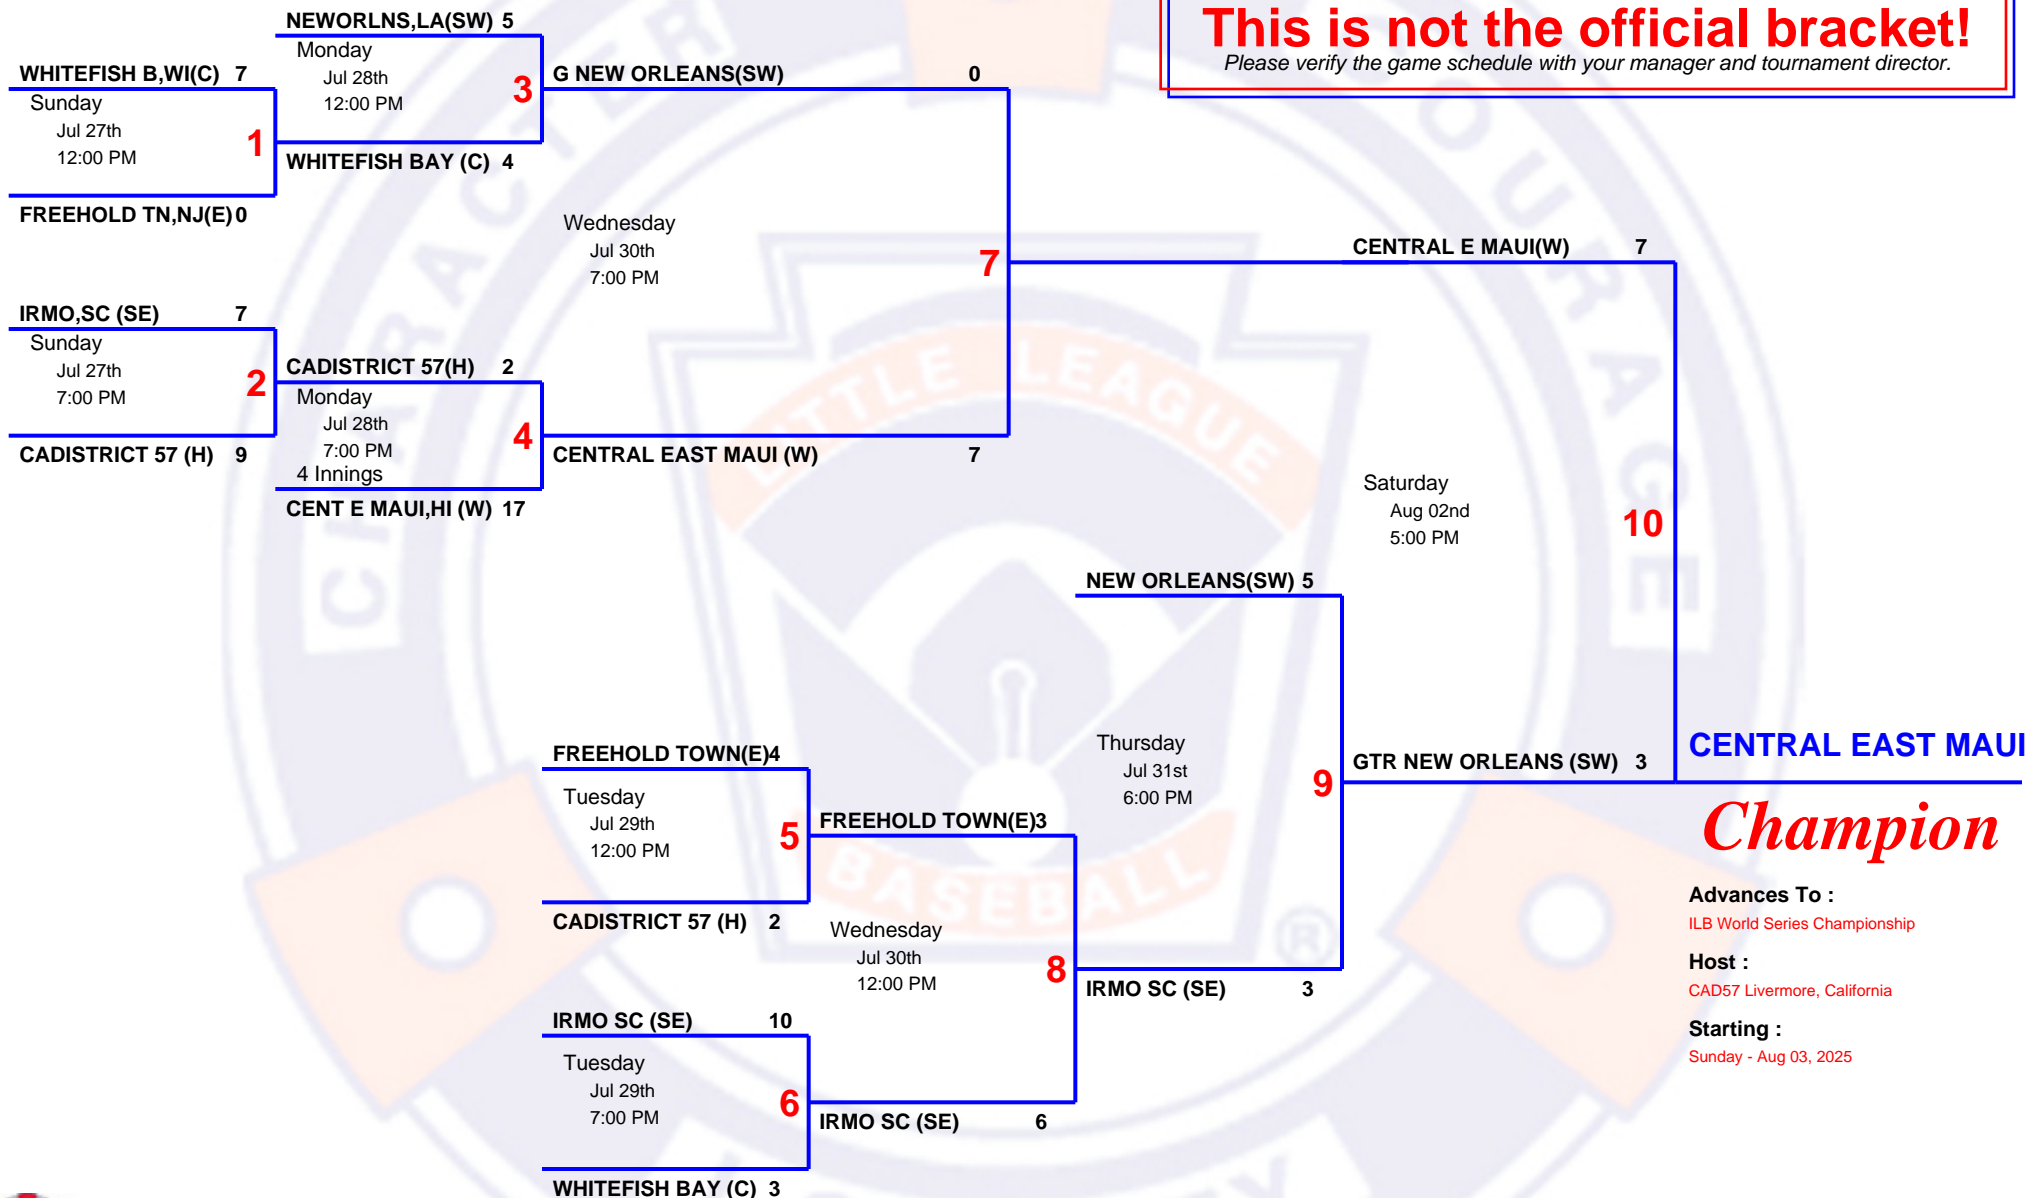 This is not the official bracket!
Please verify the game schedule with your manager and tournament director.
NEWORLNS,LA(SW) 5
Monday
Jul 28th
12:00 PM
3
WHITEFISH BAY (C) 4
WHITEFISH B,WI(C) 7
Sunday
Jul 27th
12:00 PM
1
FREEHOLD TN,NJ(E) 0
G NEW ORLEANS(SW) 0
Wednesday
Jul 30th
7:00 PM
7
CENTRAL EAST MAUI (W) 7
IRMO,SC (SE) 7
Sunday
Jul 27th
7:00 PM
2
CADISTRICT 57 (H) 9
CADISTRICT 57(H) 2
Monday
Jul 28th
7:00 PM
4 Innings
4
CENT E MAUI,HI (W) 17
CENTRAL E MAUI(W) 7
Saturday
Aug 02nd
5:00 PM
10
GTR NEW ORLEANS (SW) 3
NEW ORLEANS(SW) 5
Thursday
Jul 31st
6:00 PM
9
IRMO SC (SE) 3
FREEHOLD TOWN(E) 4
Tuesday
Jul 29th
12:00 PM
5
CADISTRICT 57 (H) 2
FREEHOLD TOWN(E) 3
Wednesday
Jul 30th
12:00 PM
8
IRMO SC (SE) 6
IRMO SC (SE) 10
Tuesday
Jul 29th
7:00 PM
6
WHITEFISH BAY (C) 3
CENTRAL EAST MAUI
Champion
Advances To :
ILB World Series Championship
Host :
CAD57 Livermore, California
Starting :
Sunday - Aug 03, 2025
CHARACTER
COURAGE
LITTLE LEAGUE
BASEBALL
®